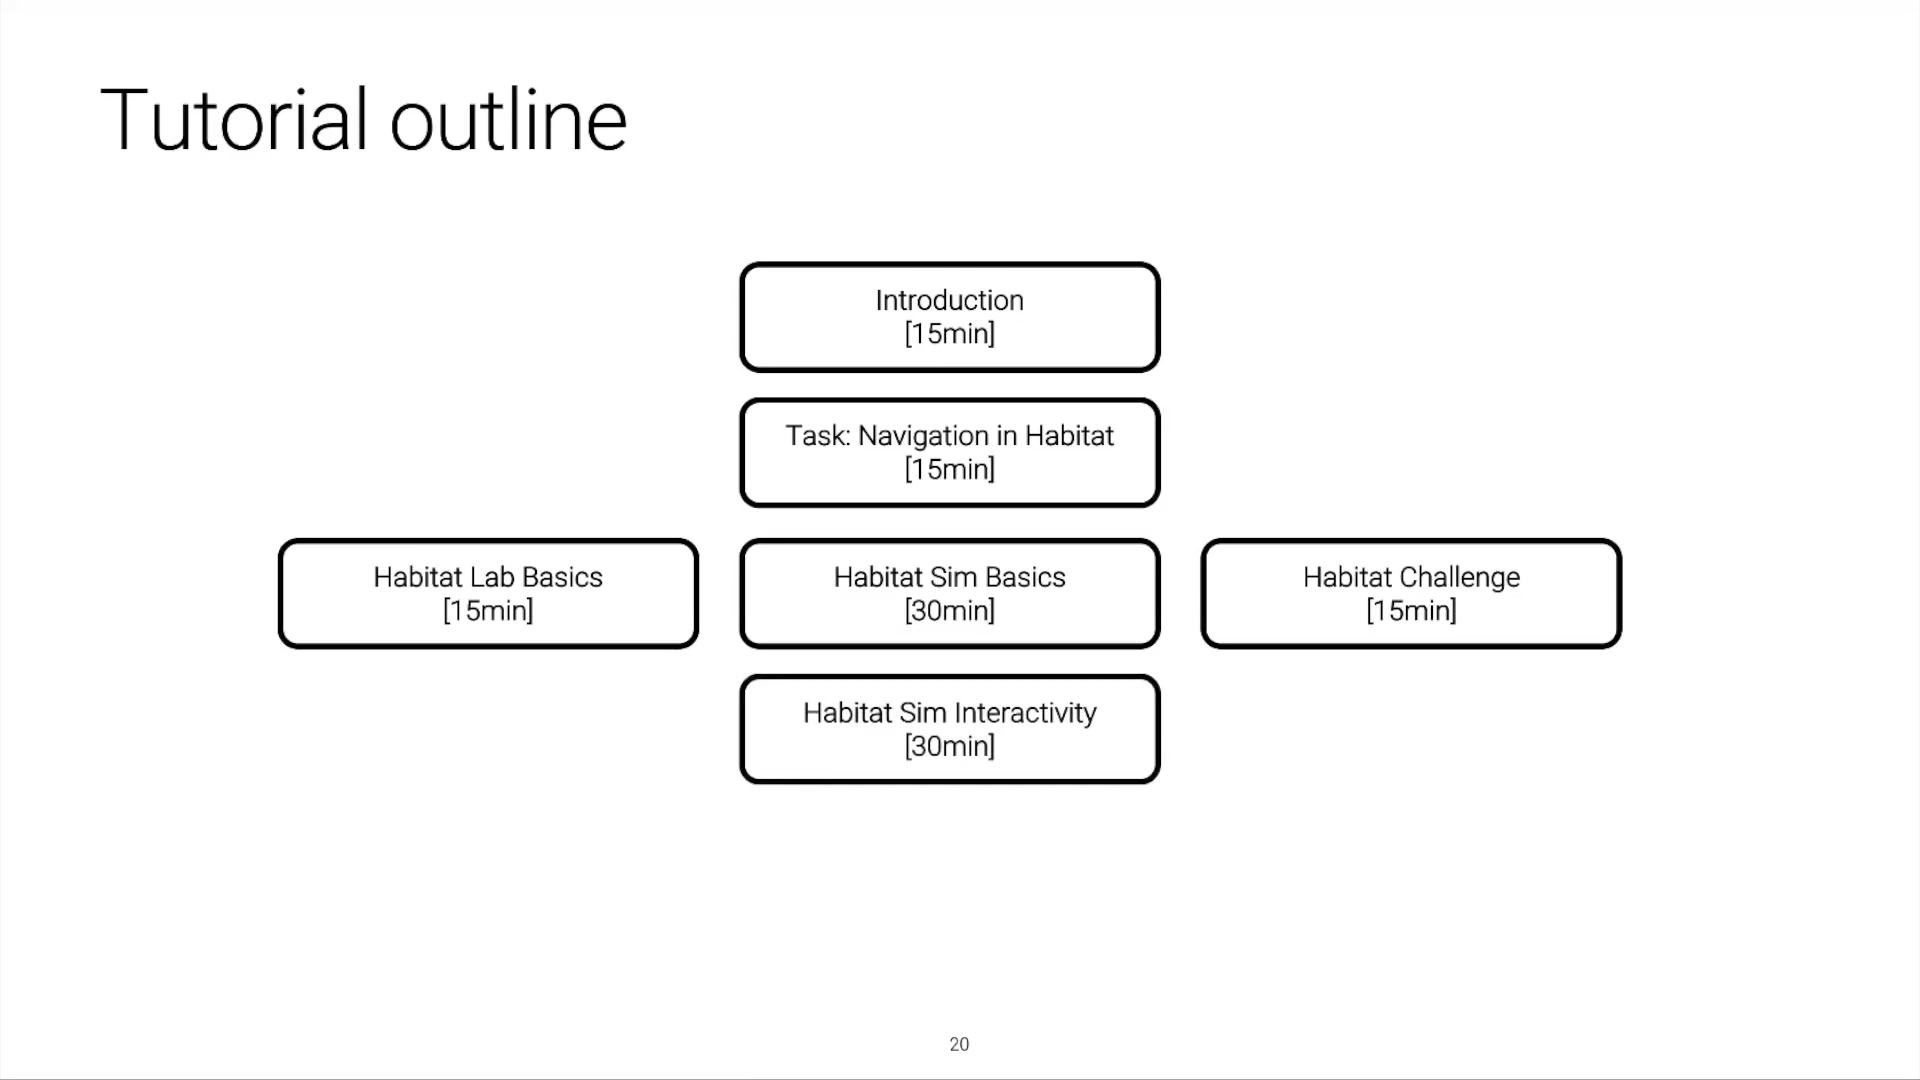 Tutorial outline
Introduction
[15min]
Task: Navigation in Habitat
[15min]
Habitat Lab Basics
[15min]
Habitat Sim Basics
[30min]
Habitat Challenge
[15min]
Habitat Sim Interactivity
[30min]
20